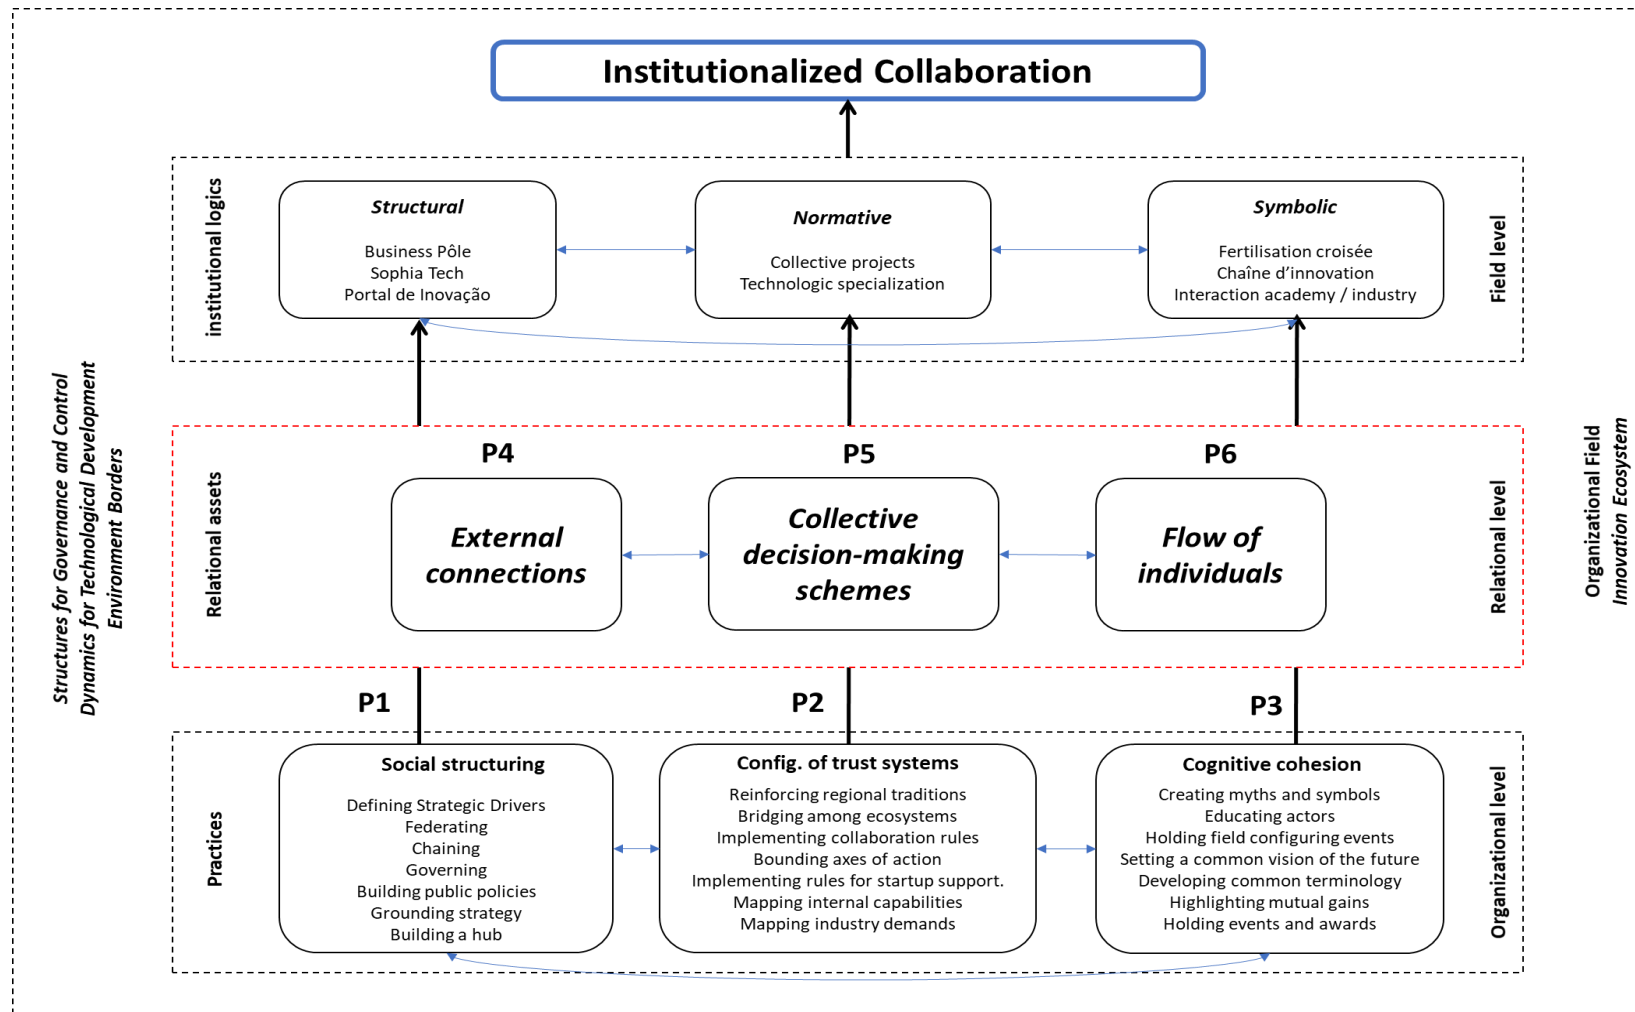 Institutionalized Collaboration
institutional logics
Structural
Business Pôle
Sophia Tech
Portal de Inovação
Normative
Collective projects
Technologic specialization
Symbolic
Fertilisation croisée
Chaîne d'innovation
Interaction academy / industry
Field level
Structures for Governance and Control
Dynamics for Technological Development
Environment Borders
Relational assets
P4
External
connections
P5
Collective
decision-making
schemes
P6
Flow of
individuals
Relational level
Organizational Field
Innovation Ecosystem
P1
P2
P3
Practices
Social structuring
Defining Strategic Drivers
Federating
Chaining
Governing
Building public policies
Grounding strategy
Building a hub
Config. of trust systems
Reinforcing regional traditions
Bridging among ecosystems
Implementing collaboration rules
Bounding axes of action
Implementing rules for startup support.
Mapping internal capabilities
Mapping industry demands
Cognitive cohesion
Creating myths and symbols
Educating actors
Holding field configuring events
Setting a common vision of the future
Developing common terminology
Highlighting mutual gains
Holding events and awards
Organizational level